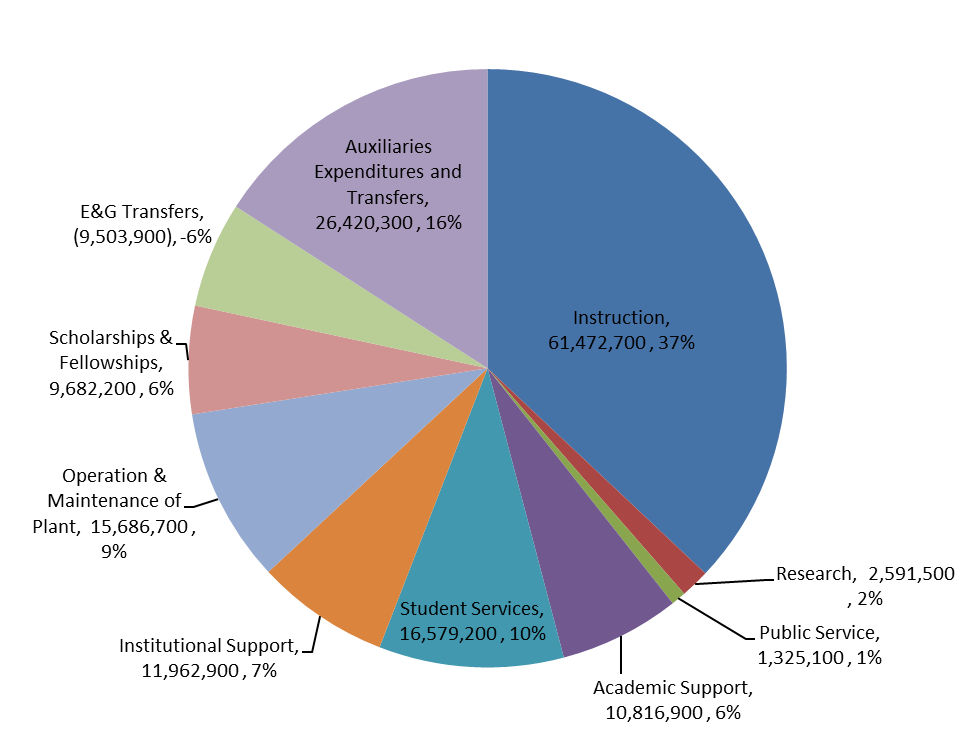 Auxiliaries
Expenditures and
Transfers,
26,420,300 , 16%
E&G Transfers,
(9,503,900), -6%
Instruction,
61,472,700 , 37%
Scholarships &
Fellowships,
9,682,200 , 6%
Operation &
Maintenance of
Plant, 15,686,700 ,
9%
Research, 2,591,500
, 2%
Student Services,
16,579,200 , 10%
Public Service,
1,325,100 , 1%
Institutional Support,
11,962,900 , 7%
Academic Support,
10,816,900 , 6%